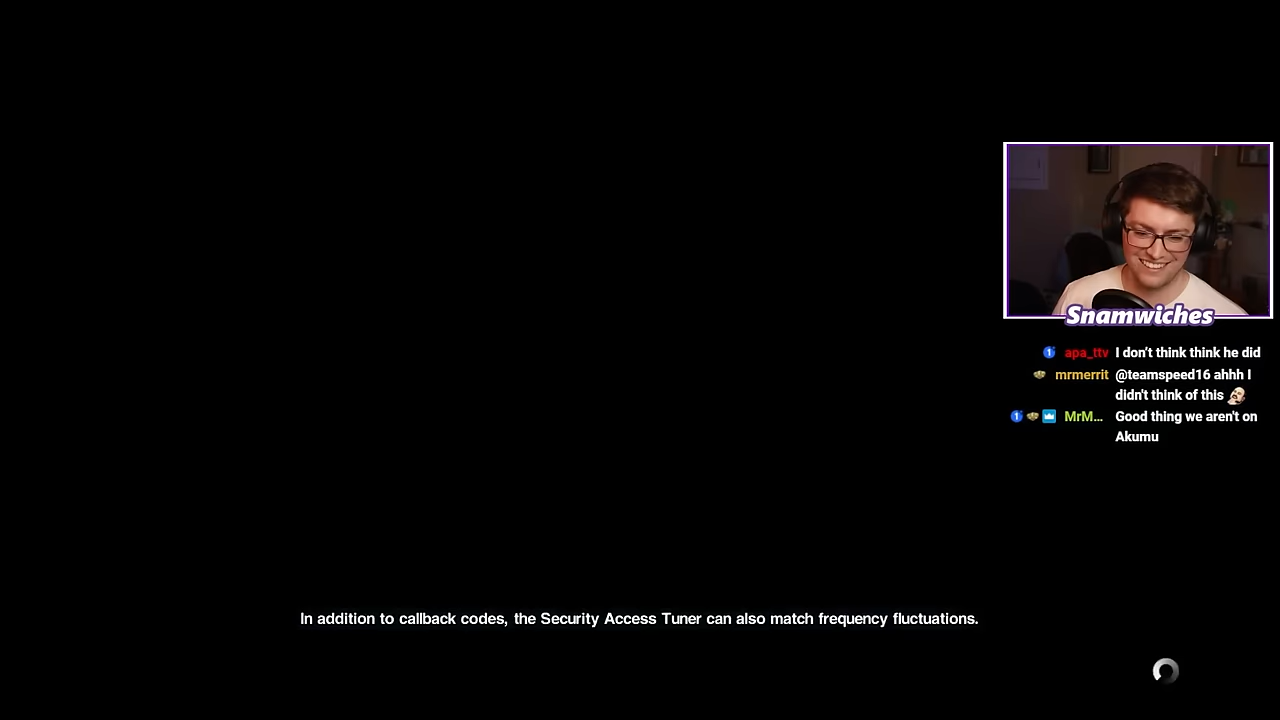 Snamwiches
apa_ttv I don't think think he did
mrmerrit @teamspeed16 ahhh I
didn't think of this
1 MrM... Good thing we aren't on
Akumu
In addition to callback codes, the Security Access Tuner can also match frequency fluctuations.